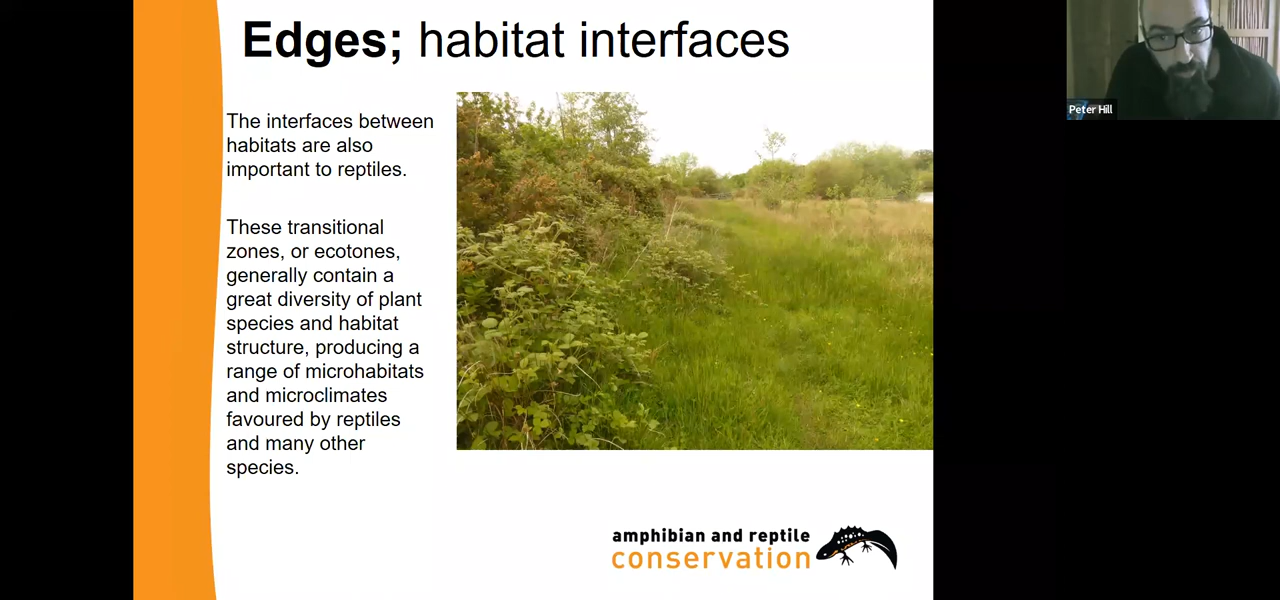 Edges; habitat interfaces
The interfaces between
habitats are also
important to reptiles.
These transitional
zones, or ecotones,
generally contain a
great diversity of plant
species and habitat
structure, producing a
range of microhabitats
and microclimates
favoured by reptiles
and many other
species.
amphibian and reptile
conservation
Peter Hill